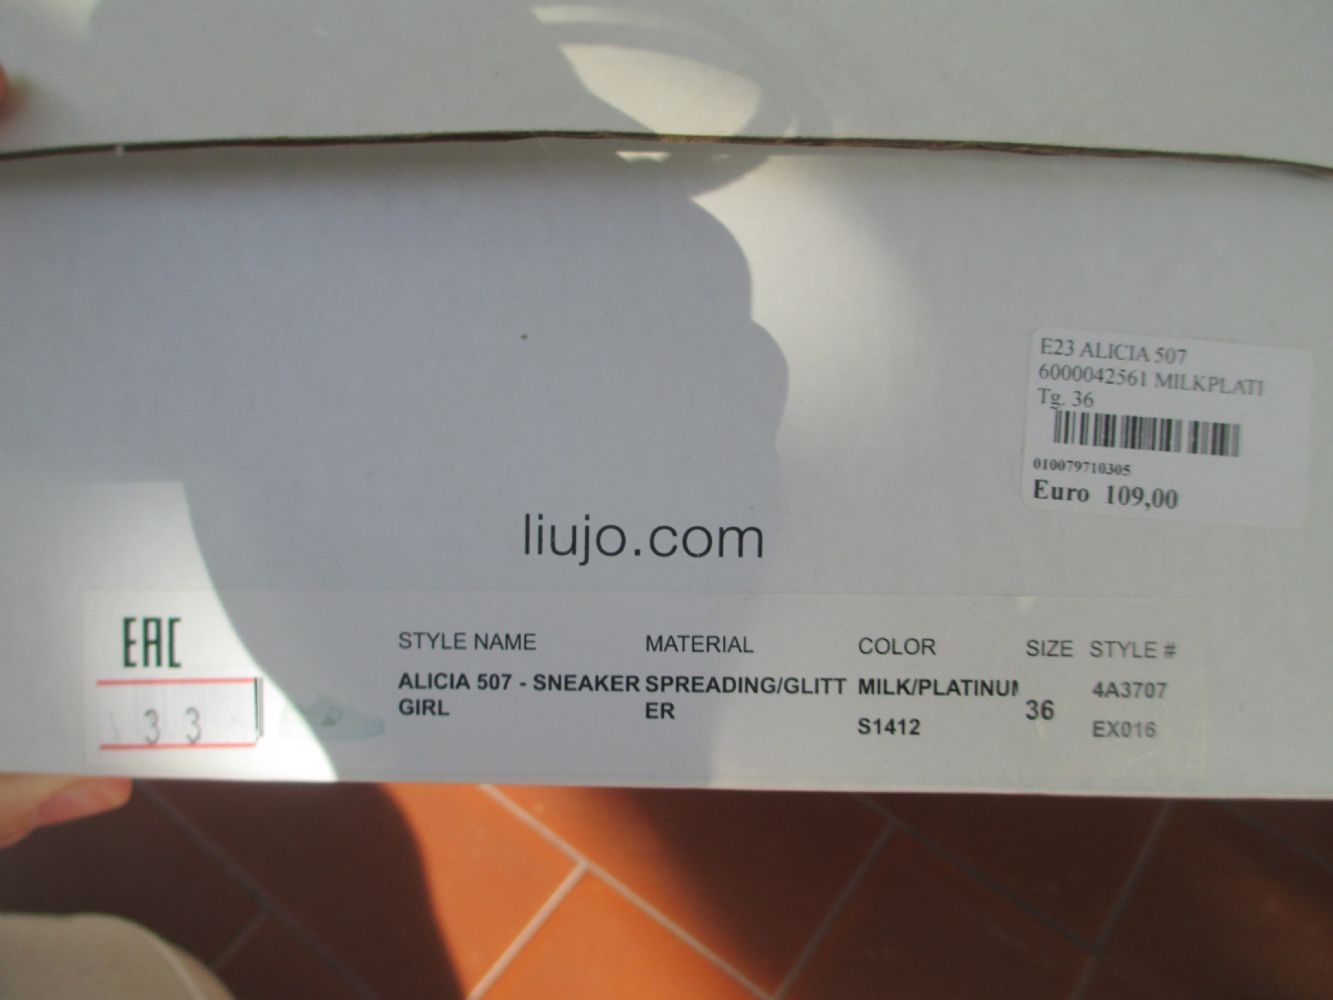 E23 ALICIA 507
6000042561 MILKPLATI
Tg. 36
010079710305
Euro 109,00
liujo.com
EAC
33
STYLE NAME MATERIAL COLOR SIZE STYLE #
ALICIA 507 - SNEAKER SPREADING/GLITT MILK/PLATINUM 36 4A3707
GIRL ER S1412 EX016